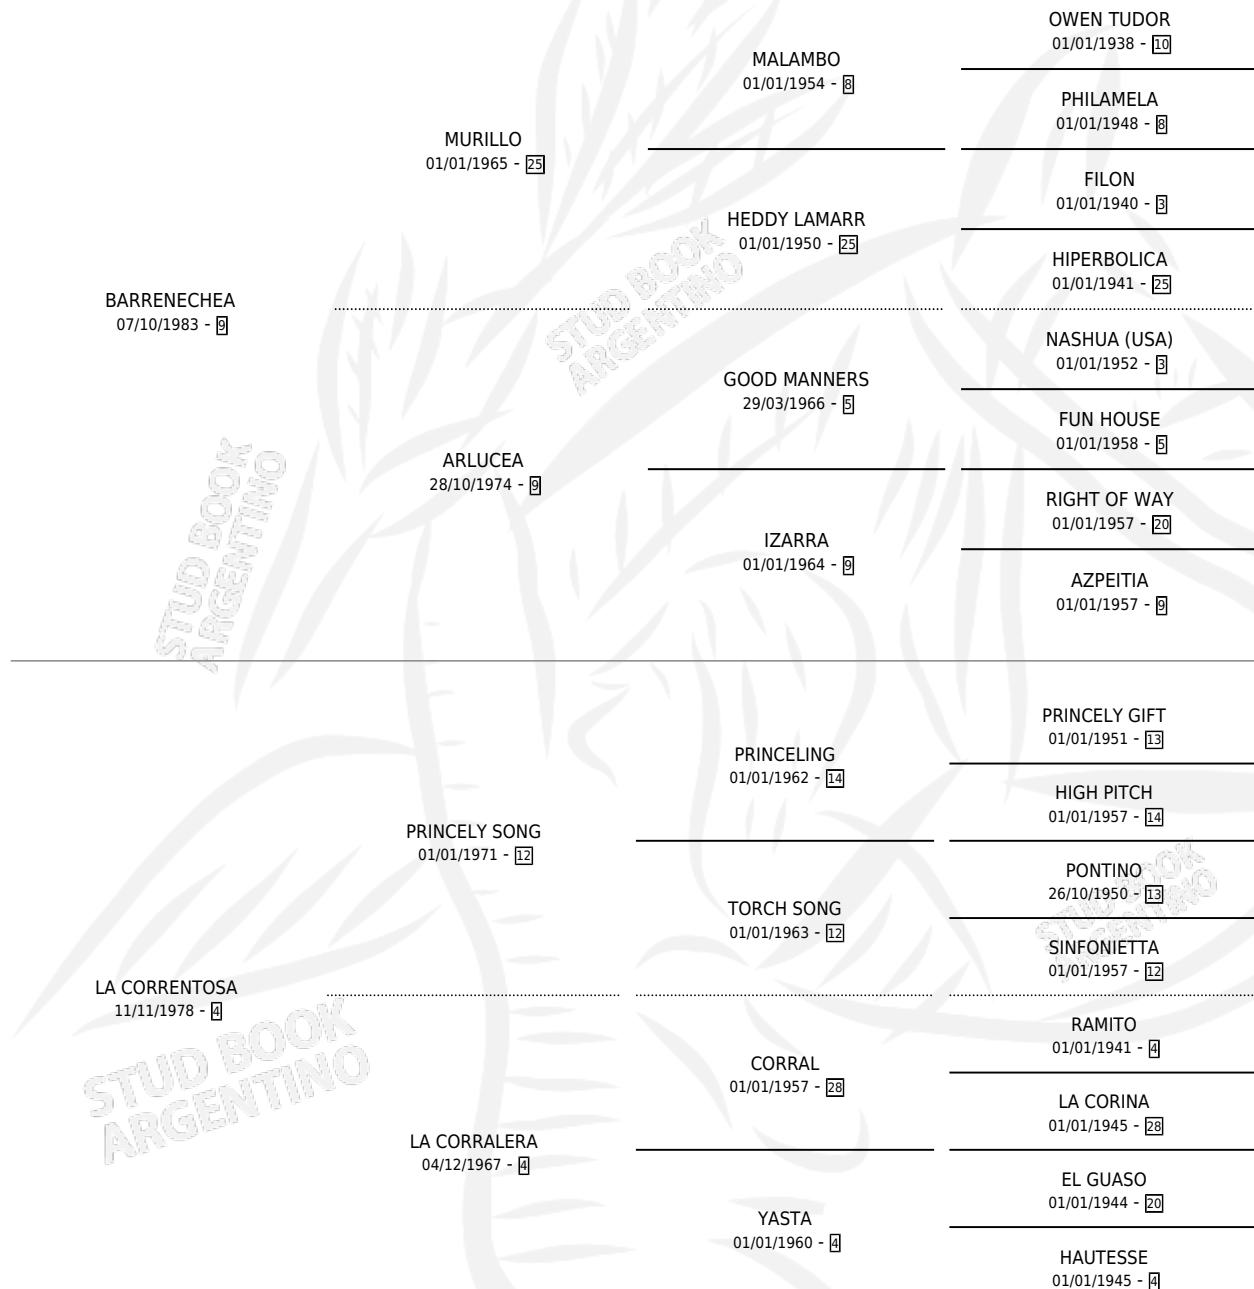 OWEN TUDOR
01/01/1938 - 10
MALAMBO
01/01/1954 - 8
PHILAMELA
01/01/1948 - 8
MURILLO
01/01/1965 - 25
FILON
01/01/1940 - 3
HEDDY LAMARR
01/01/1950 - 25
HIPERBOLICA
01/01/1941 - 25
BARRENECHEA
07/10/1983 - 9
STUD BOOK
ARGENTINO
NASHUA (USA)
01/01/1952 - 3
GOOD MANNERS
29/03/1966 - 5
FUN HOUSE
01/01/1958 - 5
ARLUCEA
28/10/1974 - 9
RIGHT OF WAY
01/01/1957 - 20
IZARRA
01/01/1964 - 9
AZPEITIA
01/01/1957 - 9
STUD BOOK
ARGENTINO
PRINCELY GIFT
01/01/1951 - 13
PRINCELING
01/01/1962 - 14
HIGH PITCH
01/01/1957 - 14
PRINCELY SONG
01/01/1971 - 12
PONTINO
26/10/1950 - 13
TORCH SONG
01/01/1963 - 12
SINFONIETTA
01/01/1957 - 12
STUD BOOK
ARGENTINO
LA CORRENTOSA
11/11/1978 - 4
RAMITO
01/01/1941 - 4
CORRAL
01/01/1957 - 28
LA CORINA
01/01/1945 - 28
STUD BOOK
ARGENTINO
LA CORRALERA
04/12/1967 - 4
EL GUASO
01/01/1944 - 20
YASTA
01/01/1960 - 4
HAUTESSE
01/01/1945 - 4